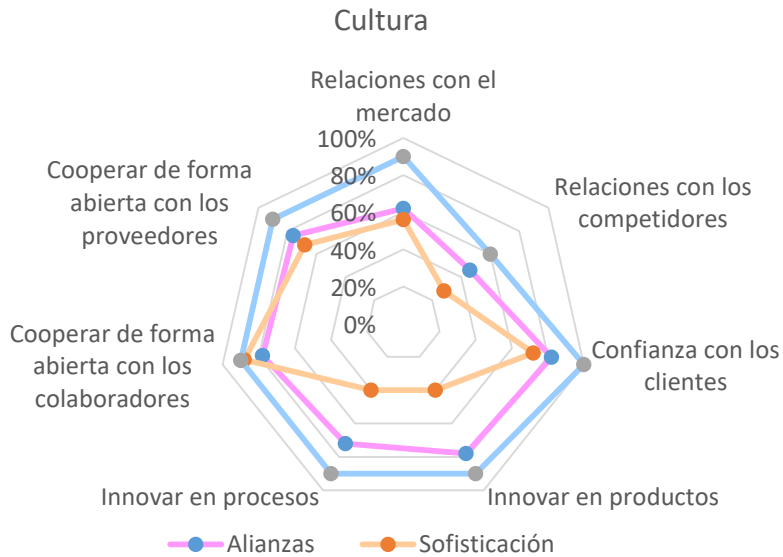 Cultura
Relaciones con el
mercado
100%
80%
60%
40%
20%
0%
Relaciones con los
competidores
Confianza con los
clientes
Innovar en productos
Innovar en procesos
Cooperar de forma
abierta con los
colaboradores
Cooperar de forma
abierta con los
proveedores
Alianzas
Sofisticación